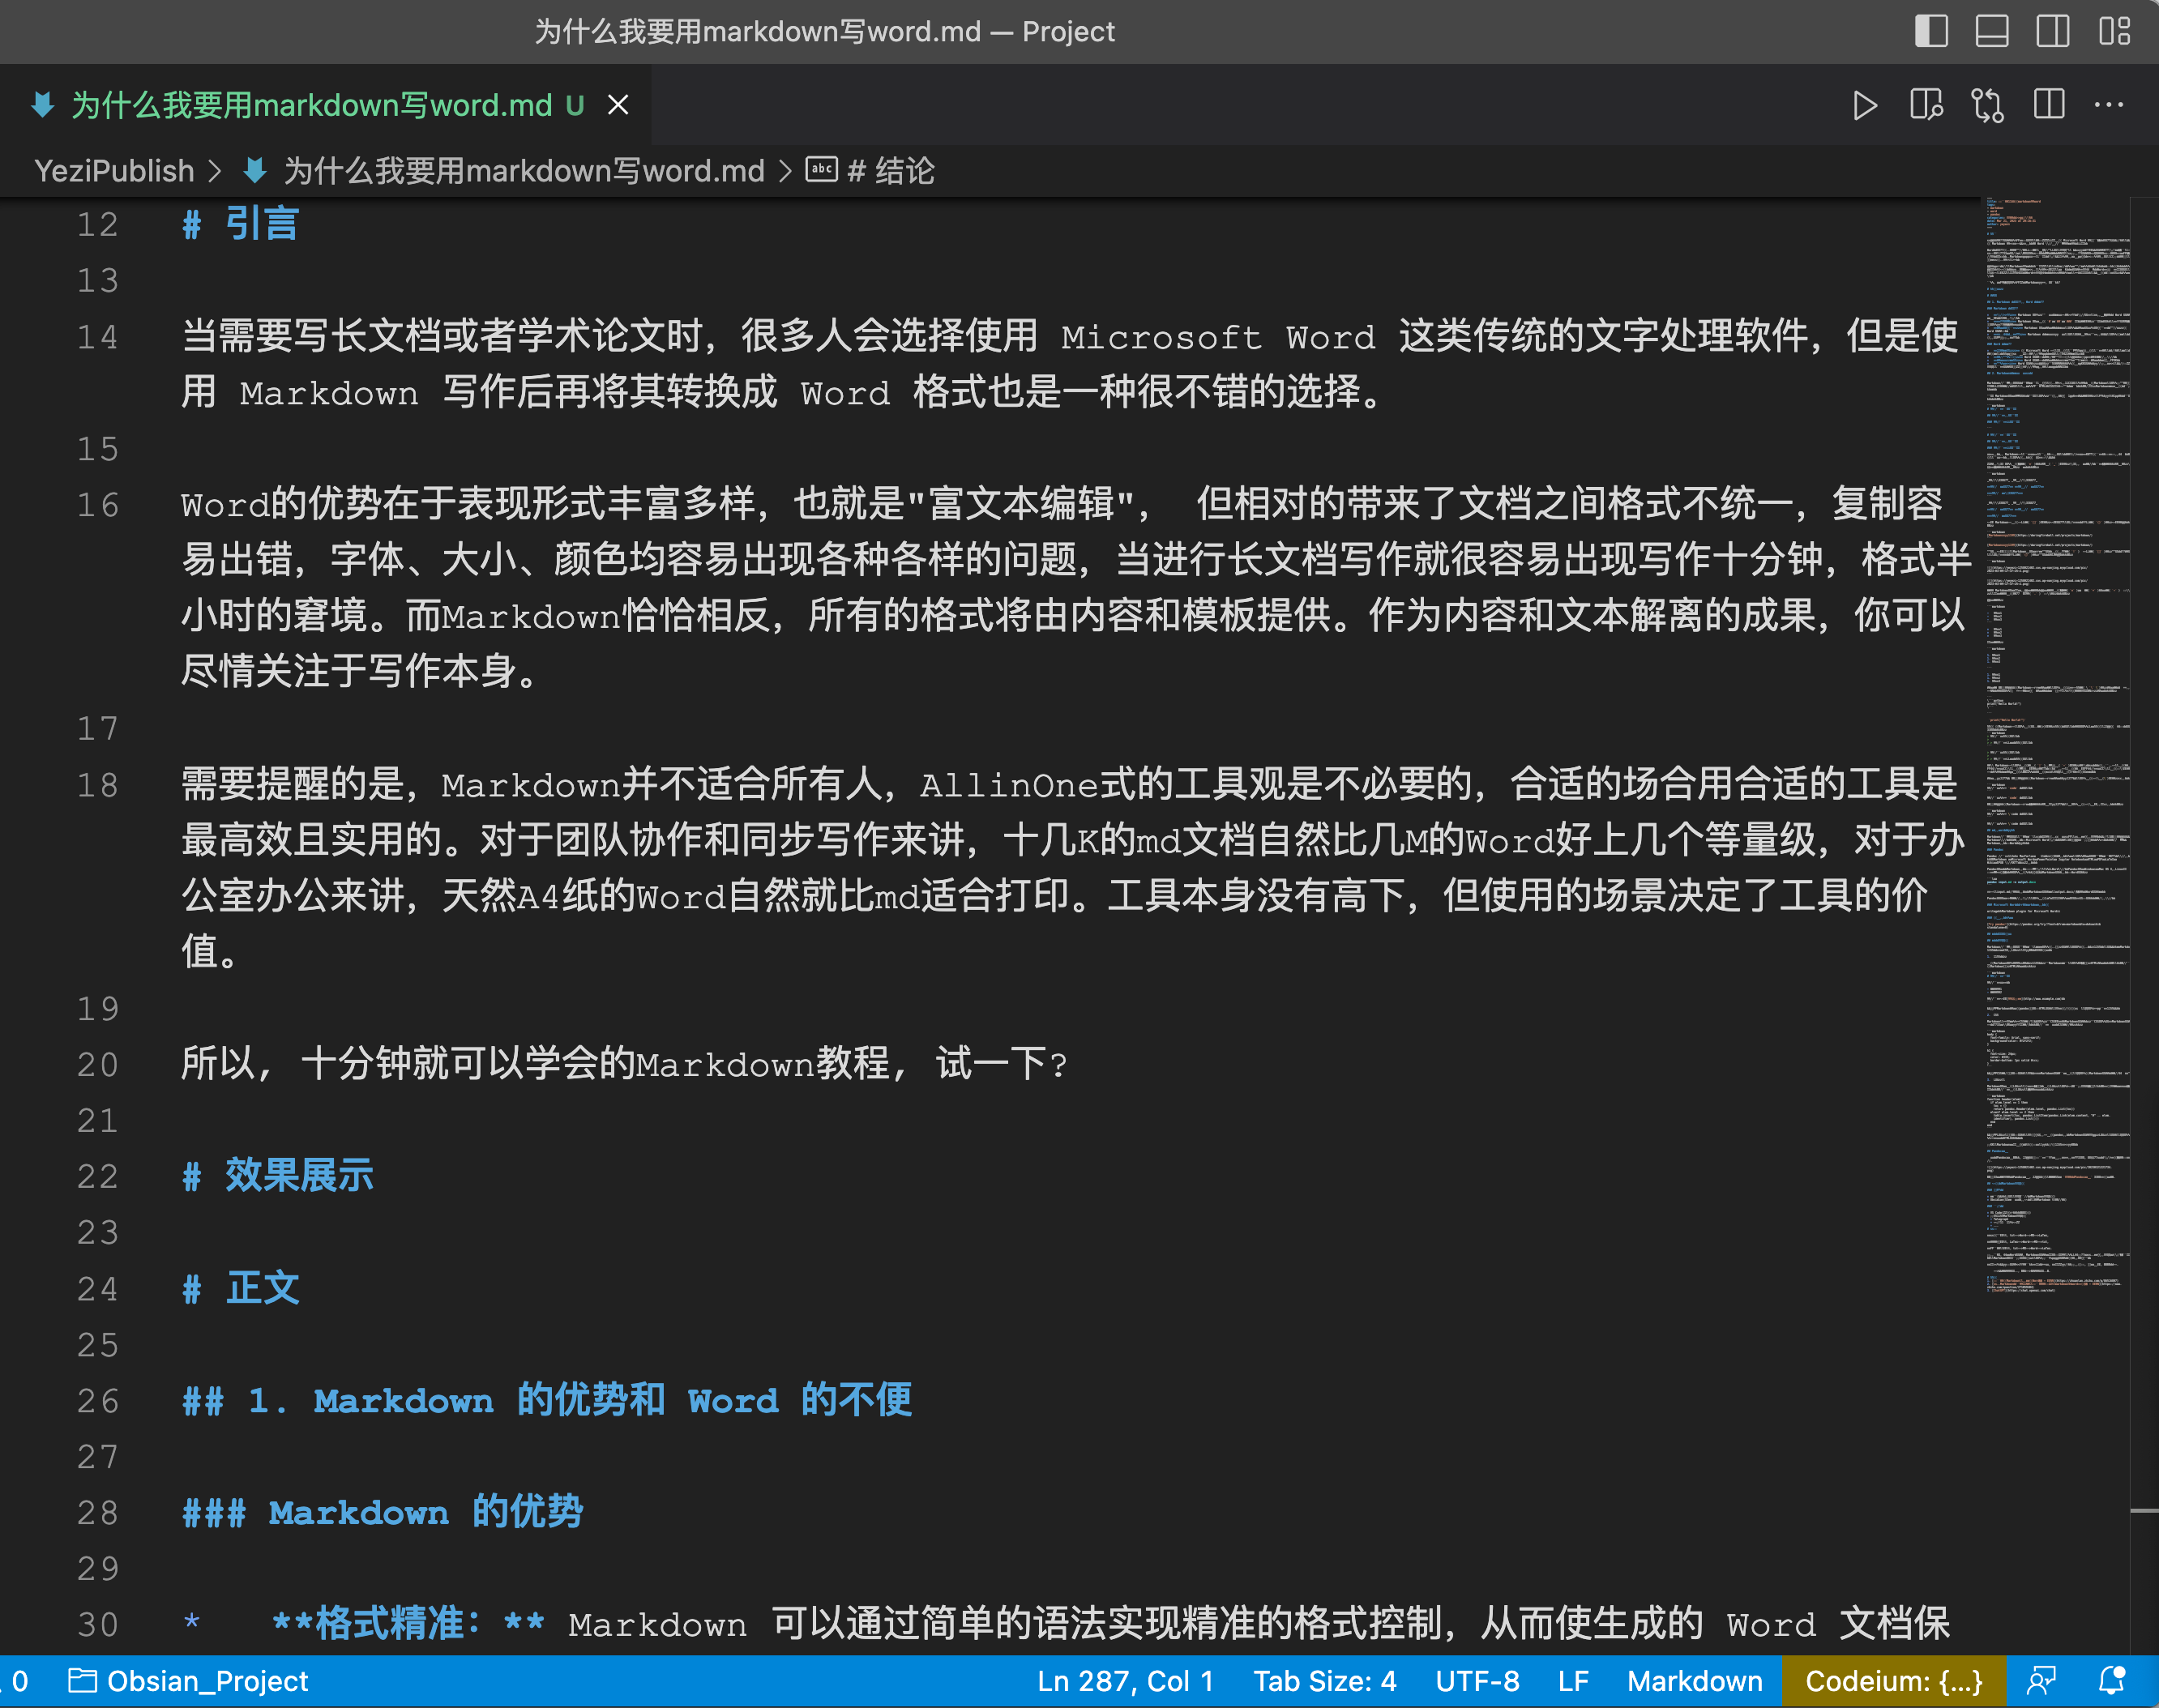 为什么我要用markdown写word.md — Project
为什么我要用markdown写word.md U
YeziPublish > 为什么我要用markdown写word.md > abc # 结论
12 # 引言
13
14 当需要写长文档或者学术论文时，很多人会选择使用 Microsoft Word 这类传统的文字处理软件，但是使
用 Markdown 写作后再将其转换成 Word 格式也是一种很不错的选择。
15
16 Word的优势在于表现形式丰富多样，也就是"富文本编辑"， 但相对的带来了文档之间格式不统一，复制容
易出错，字体、大小、颜色均容易出现各种各样的问题，当进行长文档写作就很容易出现写作十分钟，格式半
小时的窘境。而Markdown恰恰相反，所有的格式将由内容和模板提供。作为内容和文本解离的成果，你可以
尽情关注于写作本身。
17
18 需要提醒的是，Markdown并不适合所有人，AllinOne式的工具观是不必要的，合适的场合用合适的工具是
最高效且实用的。对于团队协作和同步写作来讲，十几K的md文档自然比几M的Word好上几个等量级，对于办
公室办公来讲，天然A4纸的Word自然就比md适合打印。工具本身没有高下，但使用的场景决定了工具的价
值。
19
20 所以, 十分钟就可以学会的Markdown教程, 试一下?
21
22 # 效果展示
23
24 # 正文
25
26 ## 1. Markdown 的优势和 Word 的不便
27
28 ### Markdown 的优势
29
30 * **格式精准：** Markdown 可以通过简单的语法实现精准的格式控制，从而使生成的 Word 文档保
0 Obsian_Project Ln 287, Col 1 Tab Size: 4 UTF-8 LF Markdown Codeium: {...}